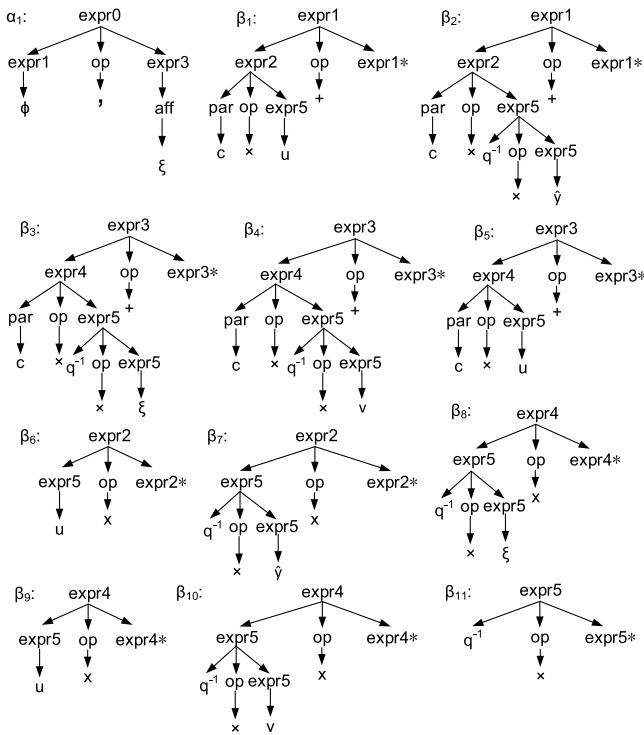 α₁: expr0 β₁: expr1 β₂: expr1
expr1 op expr3 expr2 op expr1* expr2 op expr1*
ϕ , aff par op expr5 + par op expr5 +
ξ c × u c × q⁻¹ op expr5
× ŷ
β₃: expr3 β₄: expr3 β₅: expr3
expr4 op expr3* expr4 op expr3* expr4 op expr3*
par op expr5 + par op expr5 + par op expr5 +
c × q⁻¹ op expr5 c × q⁻¹ op expr5 c × u
× ξ × v
β₆: expr2 β₇: expr2 β₈: expr4
expr5 op expr2* expr5 op expr2* expr5 op expr4*
u x q⁻¹ op expr5 x q⁻¹ op expr5 x
× ŷ × ξ
β₉: expr4 β₁₀: expr4 β₁₁: expr5
expr5 op expr4* expr5 op expr4* q⁻¹ op expr5*
u x q⁻¹ op expr5 x ×
× v